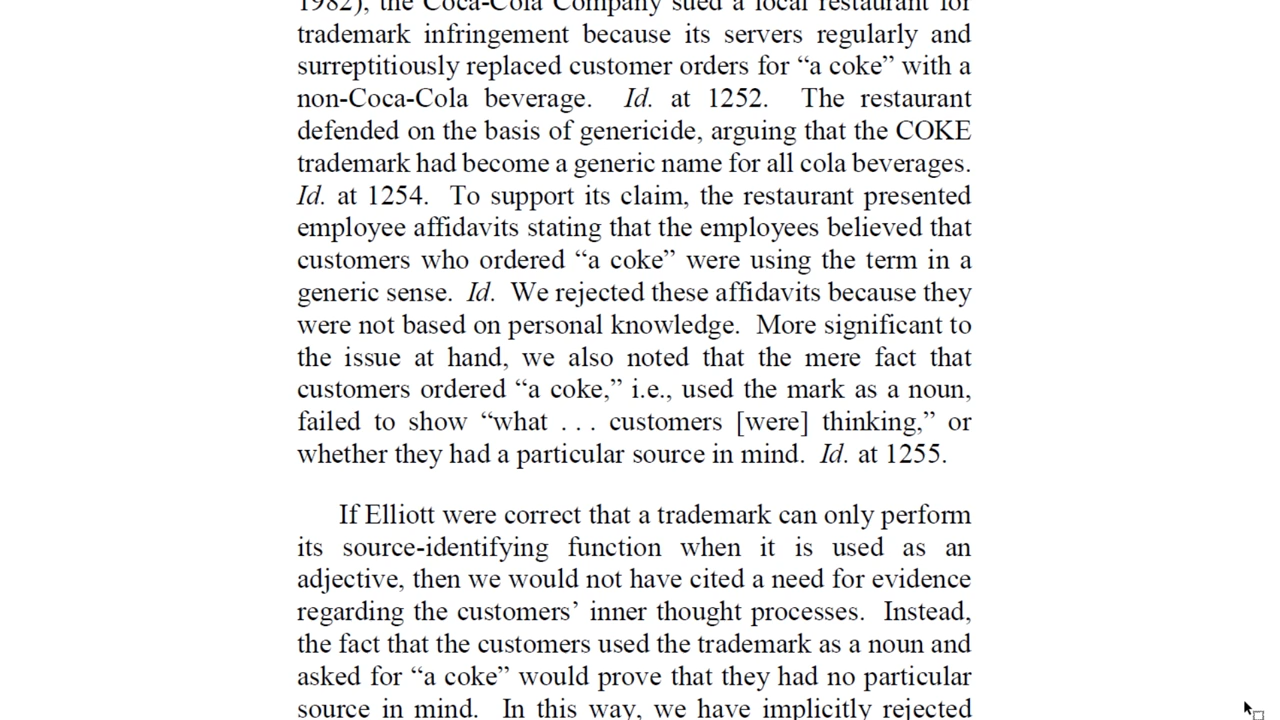 1982), the Coca-Cola Company sued a local restaurant for
trademark infringement because its servers regularly and
surreptitiously replaced customer orders for “a coke” with a
non-Coca-Cola beverage. Id. at 1252. The restaurant
defended on the basis of genericide, arguing that the COKE
trademark had become a generic name for all cola beverages.
Id. at 1254. To support its claim, the restaurant presented
employee affidavits stating that the employees believed that
customers who ordered “a coke” were using the term in a
generic sense. Id. We rejected these affidavits because they
were not based on personal knowledge. More significant to
the issue at hand, we also noted that the mere fact that
customers ordered “a coke,” i.e., used the mark as a noun,
failed to show “what . . . customers [were] thinking,” or
whether they had a particular source in mind. Id. at 1255.
If Elliott were correct that a trademark can only perform
its source-identifying function when it is used as an
adjective, then we would not have cited a need for evidence
regarding the customers’ inner thought processes. Instead,
the fact that the customers used the trademark as a noun and
asked for “a coke” would prove that they had no particular
source in mind. In this way, we have implicitly rejected